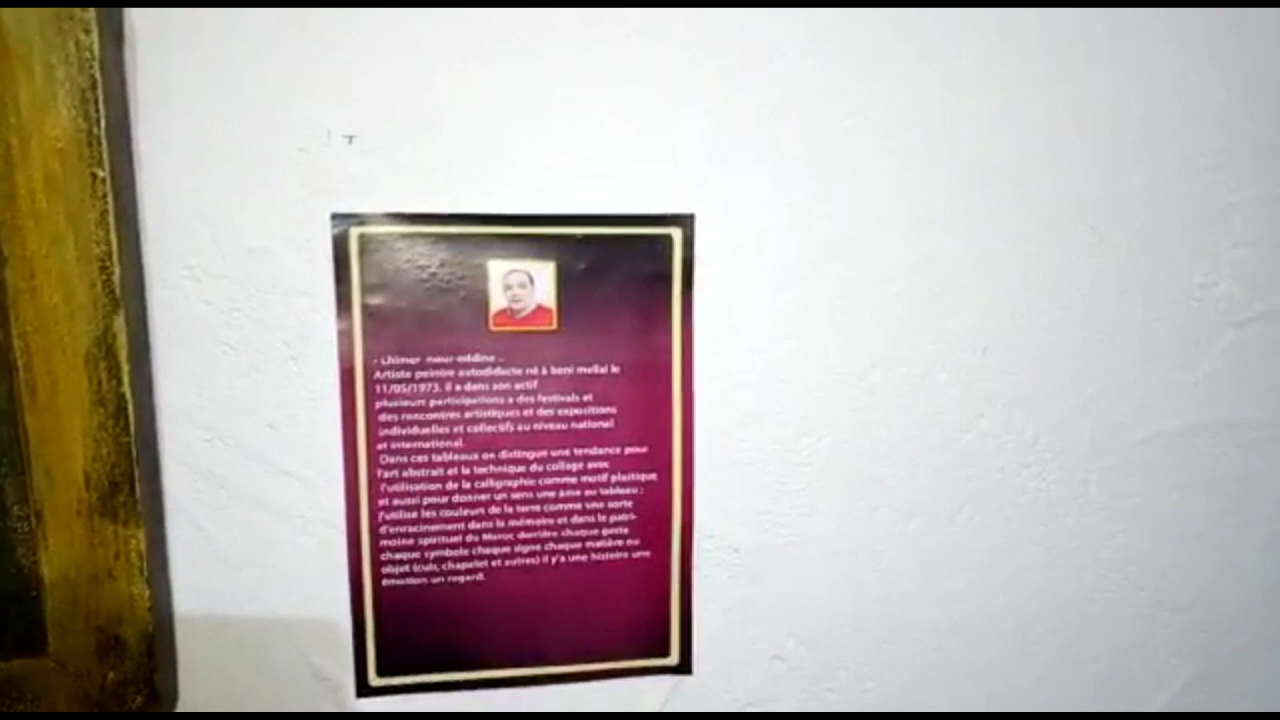 - Lhimer nour-eddine -
Artiste peintre autodidacte né à beni mellal le
11/05/1973. il a dans son actif
plusieurs participations a des festivals et
des rencontres artistiques et des expositions
individuelles et collectifs au niveau national
et international.
Dans ces tableaux on distingue une tendance pour
l'art abstrait et la technique du collage avec
l'utilisation de la calligraphie comme motif plastique
et aussi pour donner un sens une âme au tableau ;
J'utilise les couleurs de la terre comme une sorte
d'enracinement dans la mémoire et dans le patri-
moine spirituel du Maroc derrière chaque geste
chaque symbole chaque signe chaque matière ou
objet (cuir, chapelet et autres) il y'a une histoire une
émotion un regard.